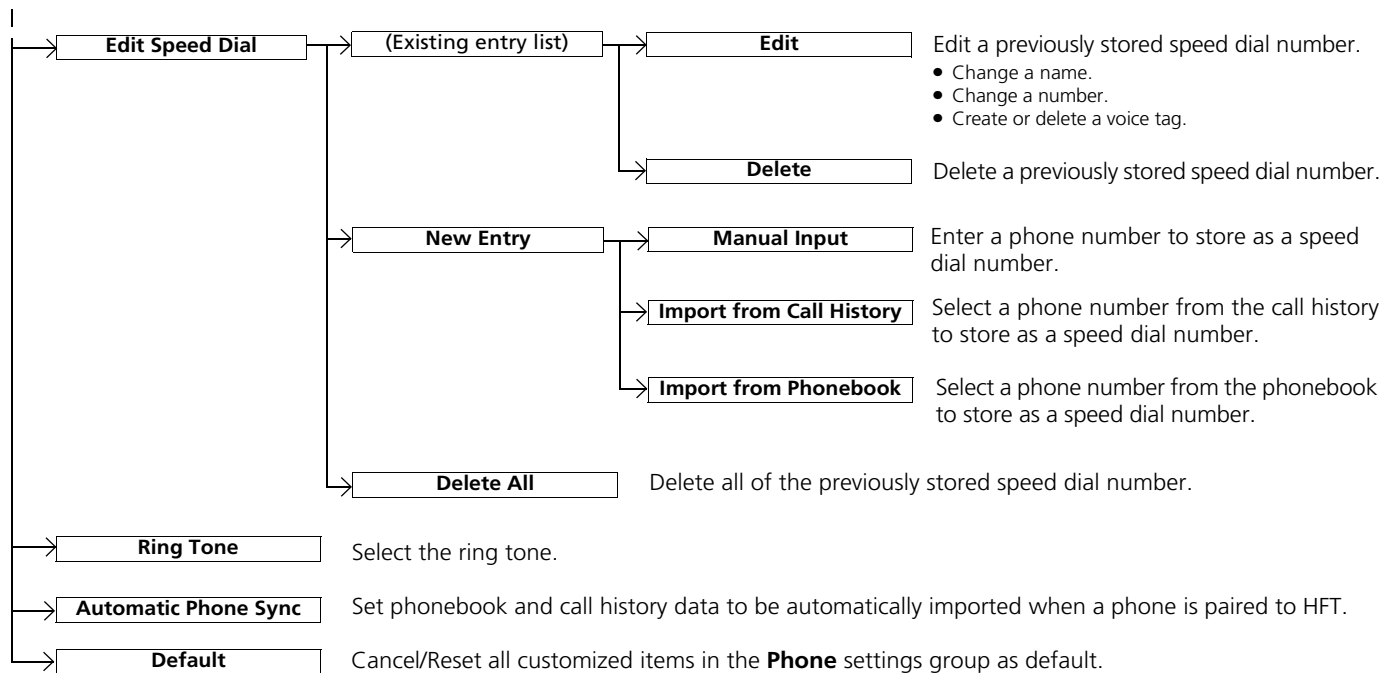 Edit Speed Dial
(Existing entry list)
Edit
Edit a previously stored speed dial number.
● Change a name.
● Change a number.
● Create or delete a voice tag.
Delete
Delete a previously stored speed dial number.
New Entry
Manual Input
Enter a phone number to store as a speed
dial number.
Import from Call History
Select a phone number from the call history
to store as a speed dial number.
Import from Phonebook
Select a phone number from the phonebook
to store as a speed dial number.
Delete All
Delete all of the previously stored speed dial number.
Ring Tone
Select the ring tone.
Automatic Phone Sync
Set phonebook and call history data to be automatically imported when a phone is paired to HFT.
Default
Cancel/Reset all customized items in the Phone settings group as default.